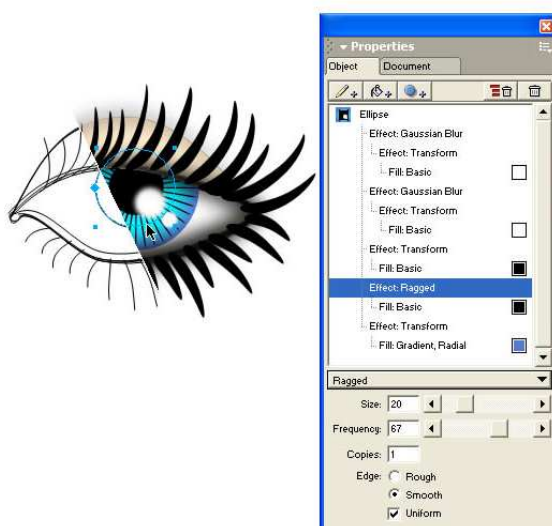 Properties
Object Document
Ellipse
Effect: Gaussian Blur
Effect: Transform
Fill: Basic
Effect: Gaussian Blur
Effect: Transform
Fill: Basic
Effect: Transform
Fill: Basic
Effect: Ragged
Fill: Basic
Effect: Transform
Fill: Gradient, Radial
Ragged
Size: 20
Frequency: 67
Copies: 1
Edge: Rough
Smooth
Uniform